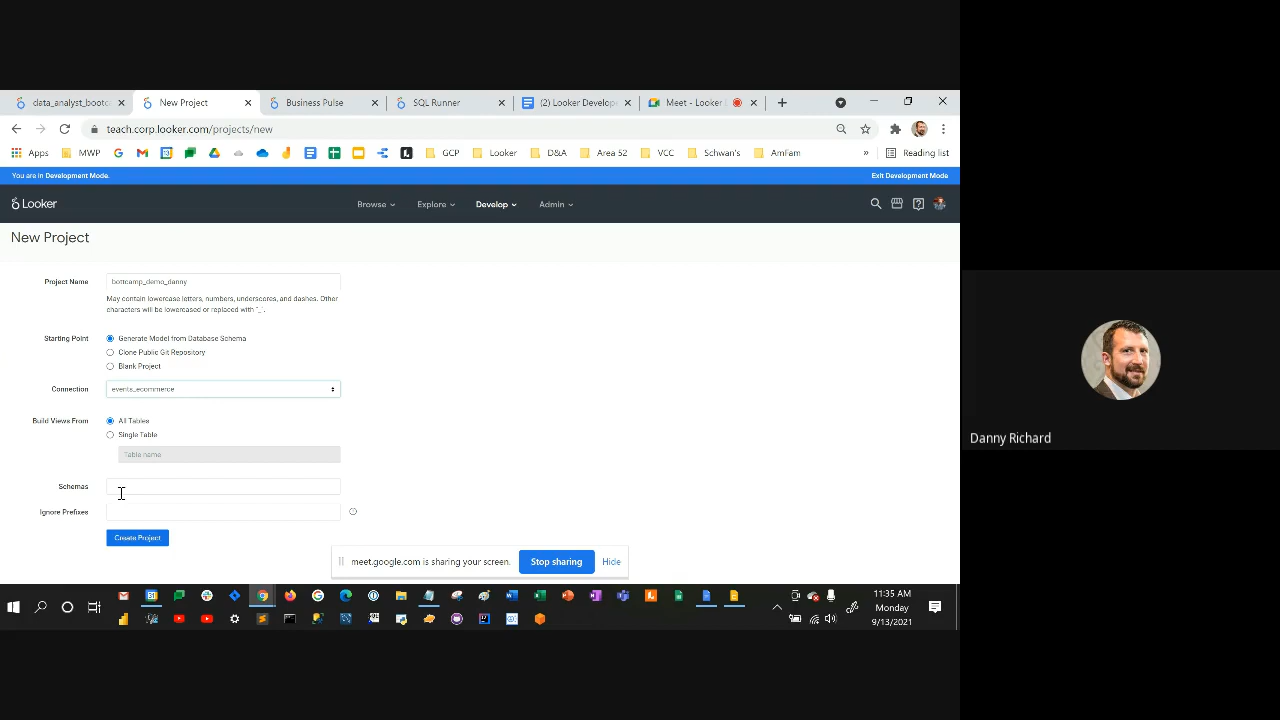 data_analyst_bootc
New Project
Business Pulse
SQL Runner
(2) Looker Develop
Meet - Looker
teach.corp.looker.com/projects/new
Apps
MWP
GCP
Looker
D&A
Area 52
VCC
Schwan's
AmFam
»
Reading list
You are in Development Mode.
Exit Development Mode
Looker
Browse
Explore
Develop
Admin
New Project
Project Name
bottcamp_demo_danny
May contain lowercase letters, numbers, underscores, and dashes. Other
characters will be lowercased or replaced with "_".
Starting Point
Generate Model from Database Schema
Clone Public Git Repository
Blank Project
Connection
events_ecommerce
Build Views From
All Tables
Single Table
Table name
Schemas
Ignore Prefixes
Create Project
meet.google.com is sharing your screen.
Stop sharing
Hide
Danny Richard
11:35 AM
Monday
9/13/2021